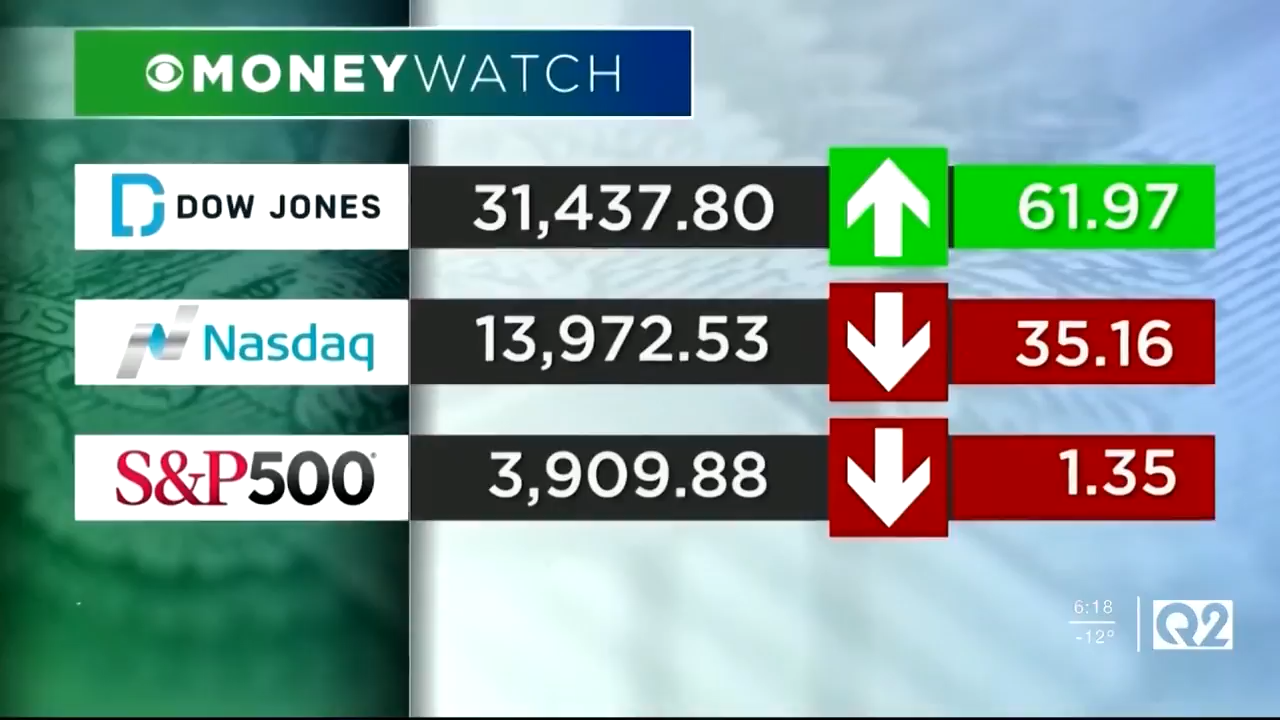 MONEYWATCH
DOW JONES 31,437.80 61.97
Nasdaq 13,972.53 35.16
S&P500 3,909.88 1.35
6:18
-12°
Q2